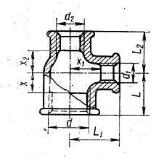 d₂
x₂
x₁
L₂
d₁
x
L
d
L₁